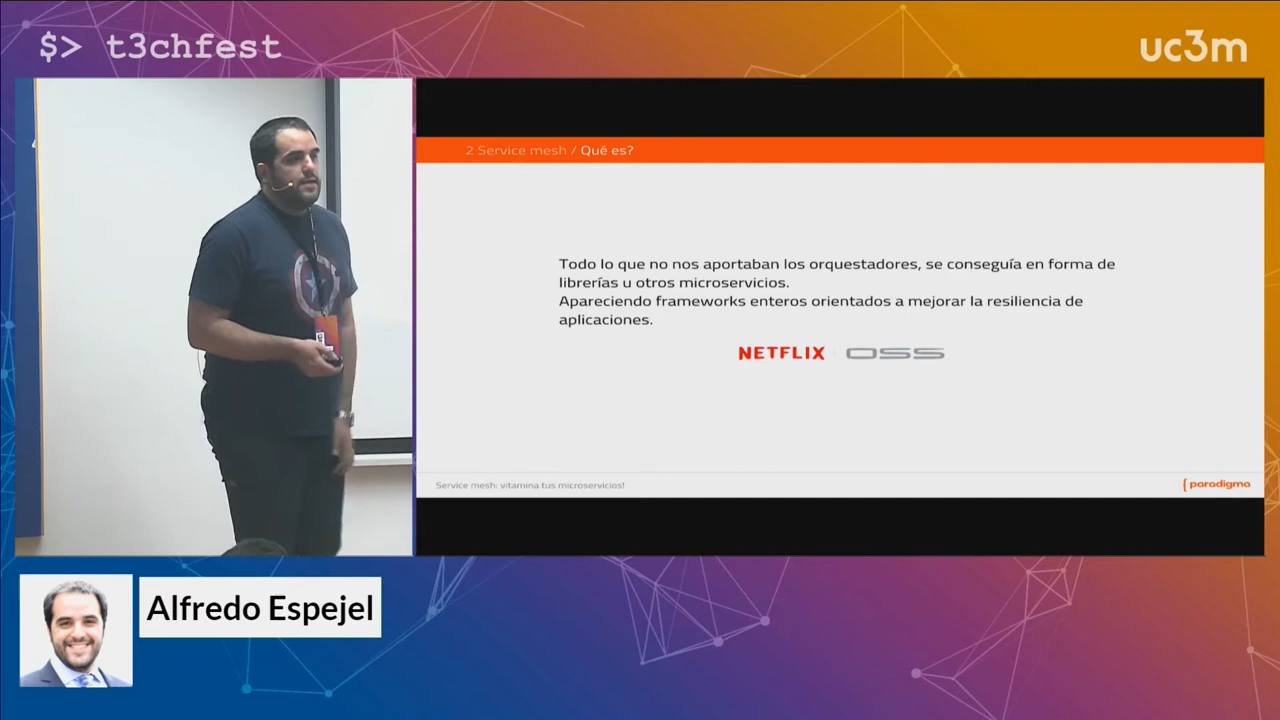 $> t3chfest
uc3m
2 Service mesh / Qué es?
Todo lo que no nos aportaban los orquestadores, se conseguía en forma de
librerías u otros microservicios.
Apareciendo frameworks enteros orientados a mejorar la resiliencia de
aplicaciones.
NETFLIX OSS
Service mesh: vitamina tus microservicios!
{paradigma
Alfredo Espejel